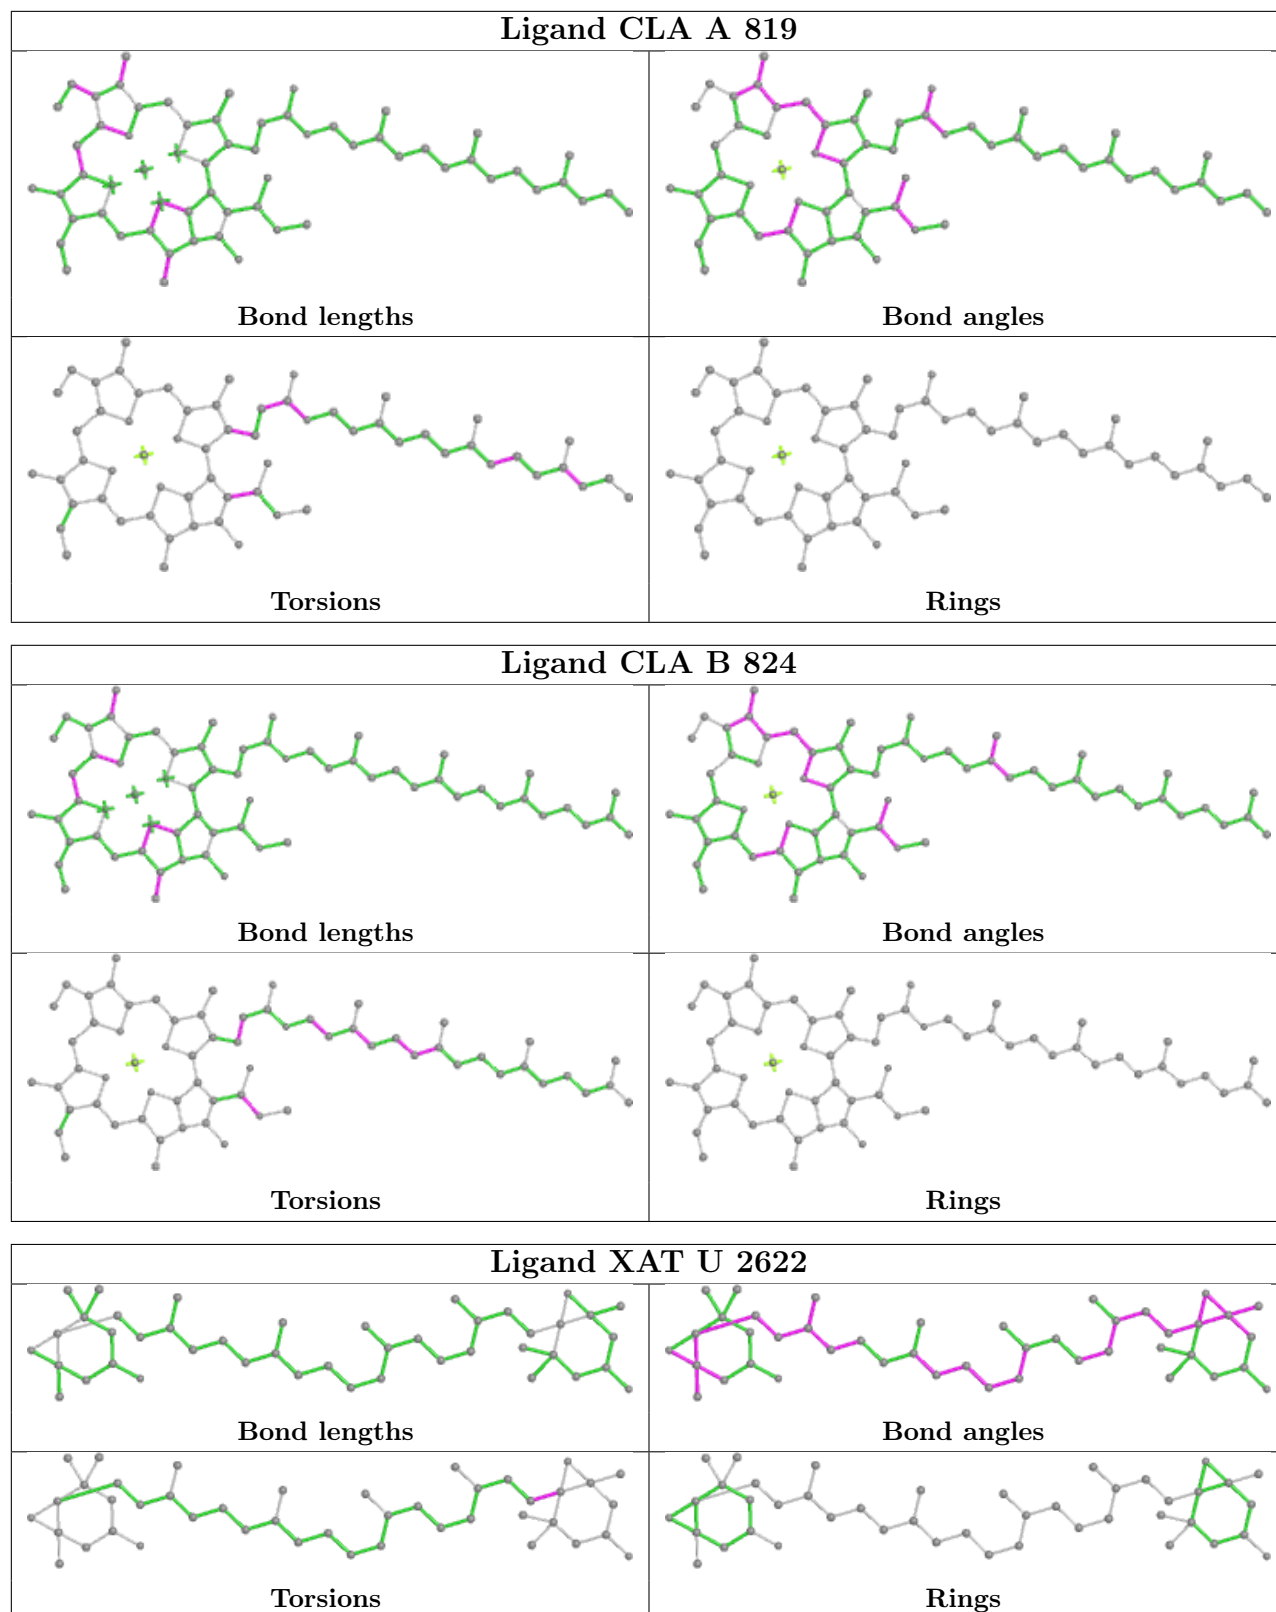 Ligand CLA A 819
Bond lengths
Bond angles
Torsions
Rings
Ligand CLA B 824
Bond lengths
Bond angles
Torsions
Rings
Ligand XAT U 2622
Bond lengths
Bond angles
Torsions
Rings